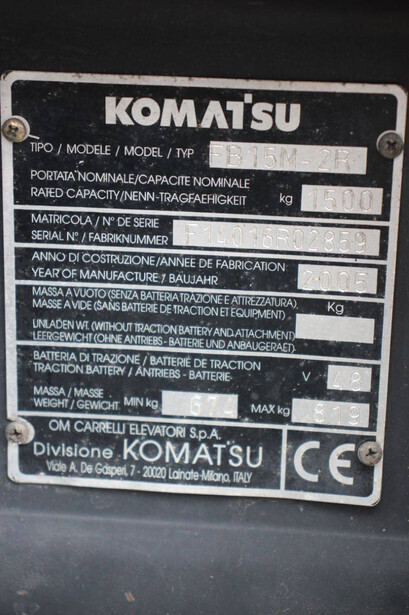 KOMATSU
TIPO / MODELE / MODEL / TYP FB15M-2R
PORTATA NOMINALE/CAPACITE NOMINALE
RATED CAPACITY/NENN-TRAGFAEHIGKEIT kg 1500
MATRICOLA / N° DE SERIE
SERIAL N° / FABRIKNUMMER
ANNO DI COSTRUZIONE/ANNEE DE FABRICATION
YEAR OF MANUFACTURE / BAUJAHR 2005
MASSA A VUOTO (SENZA BATTERIA TRAZIONE E ATTREZZATURA)
MASSE A VIDE (SANS BATTERIE DE TRACTION ET EQUIPEMENT) Kg
UNLADEN WT. (WITHOUT TRACTION BATTERY AND ATTACHMENT)
LEERGEWICHT (OHNE ANTRIEBS - BATTERIE UND ANBAUGERAET)
BATTERIA DI TRAZIONE / BATTERIE DE TRACTION
TRACTION BATTERY / ANTRIEBS - BATTERIE V 48
MASSA / MASSE
WEIGHT / GEWICHT MIN kg MAX kg 819
OM CARRELLI ELEVATORI S.p.A.
Divisione KOMATSU
Viale A. De Gasperi, 7 - 20020 Lainate-Milano, ITALY
CE